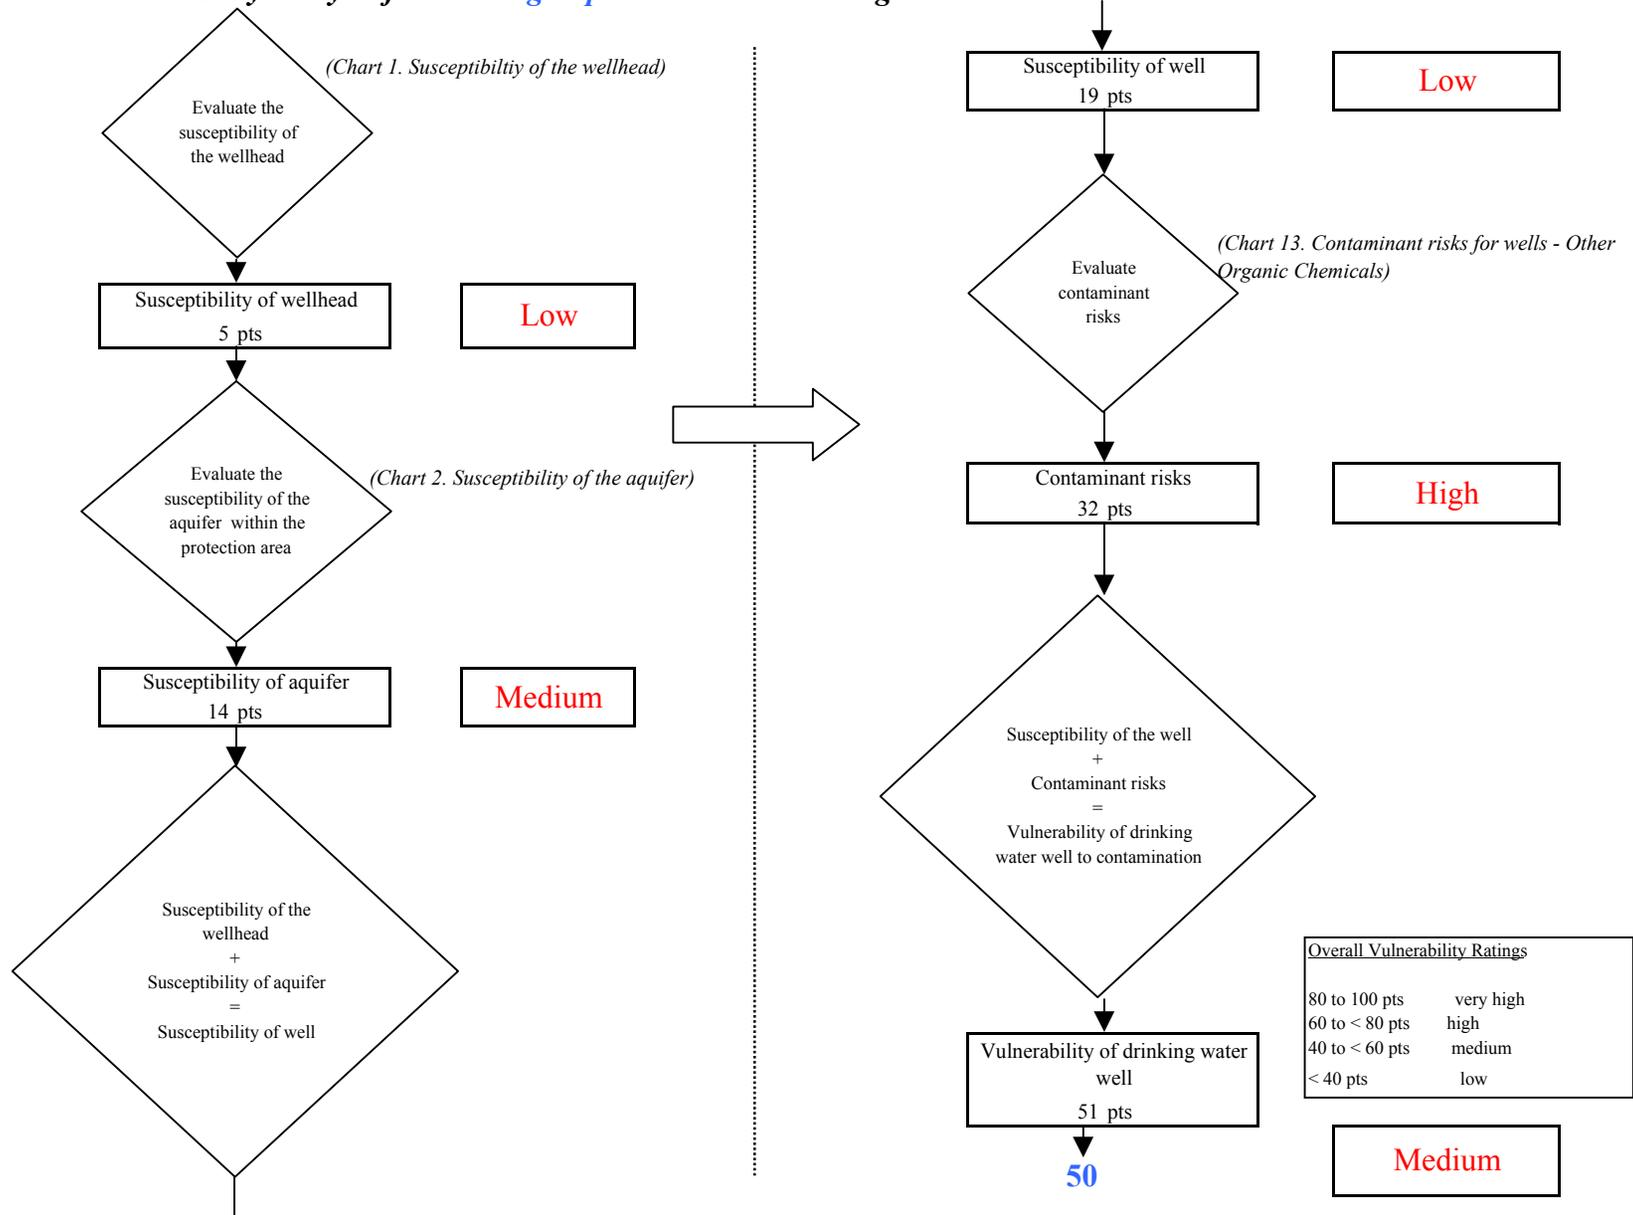 (Chart 1. Susceptibiltiy of the wellhead)
Evaluate the
susceptibility of
the wellhead
Susceptibility of wellhead
5 pts
Low
Evaluate the
susceptibility of the
aquifer within the
protection area
(Chart 2. Susceptibility of the aquifer)
Susceptibility of aquifer
14 pts
Medium
Susceptibility of the
wellhead
+
Susceptibility of aquifer
=
Susceptibility of well
Susceptibility of well
19 pts
Low
(Chart 13. Contaminant risks for wells - Other
Organic Chemicals)
Evaluate
contaminant
risks
Contaminant risks
32 pts
High
Susceptibility of the well
+
Contaminant risks
=
Vulnerability of drinking
water well to contamination
Overall Vulnerability Ratings
80 to 100 pts very high
60 to < 80 pts high
40 to < 60 pts medium
< 40 pts low
Vulnerability of drinking water
well
51 pts
50
Medium